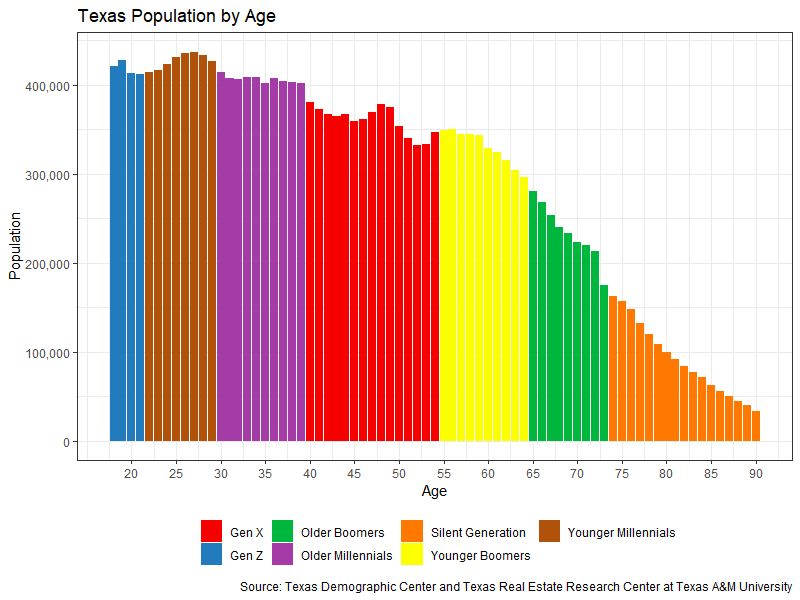 Texas Population by Age
Population
400,000
300,000
200,000
100,000
0
20 25 30 35 40 45 50 55 60 65 70 75 80 85 90
Age
Gen X Older Boomers Silent Generation Younger Millennials
Gen Z Older Millennials Younger Boomers
Source: Texas Demographic Center and Texas Real Estate Research Center at Texas A&M University